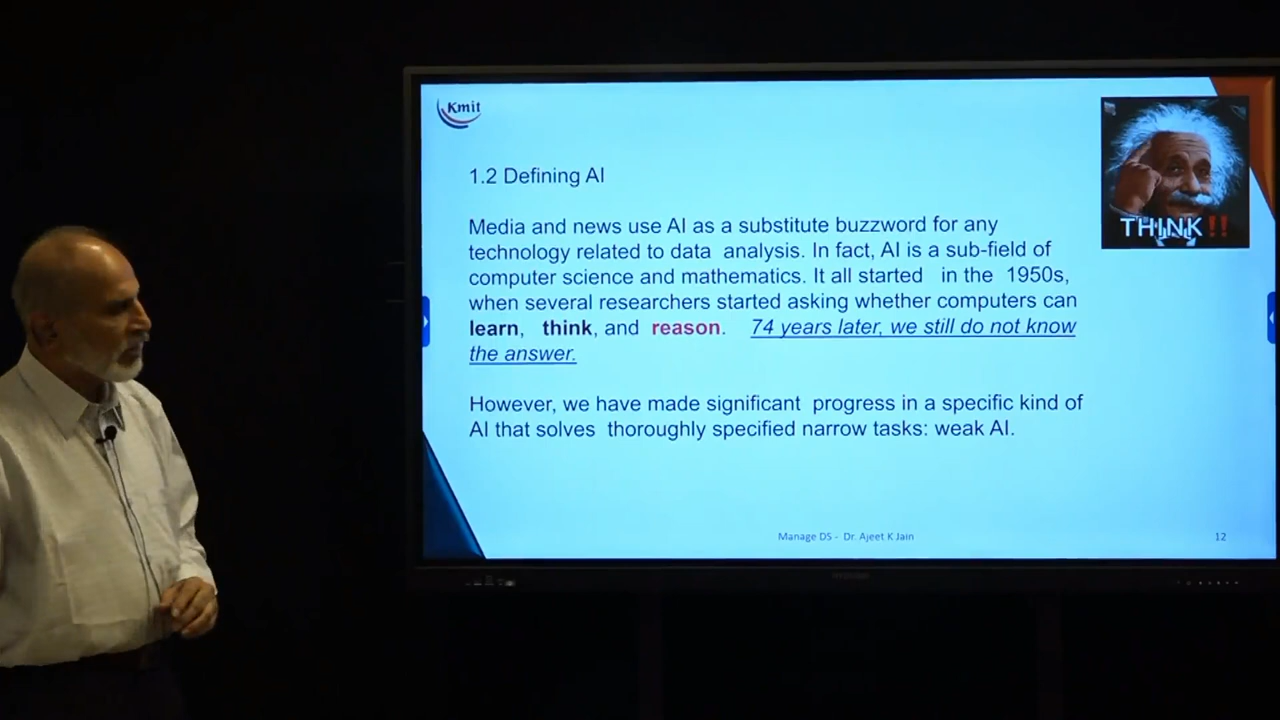 Kmit
THINK!!
1.2 Defining AI
Media and news use AI as a substitute buzzword for any
technology related to data analysis. In fact, AI is a sub-field of
computer science and mathematics. It all started in the 1950s,
when several researchers started asking whether computers can
learn, think, and reason. 74 years later, we still do not know
the answer.
However, we have made significant progress in a specific kind of
AI that solves thoroughly specified narrow tasks: weak AI.
Manage DS - Dr. Ajeet K Jain
12